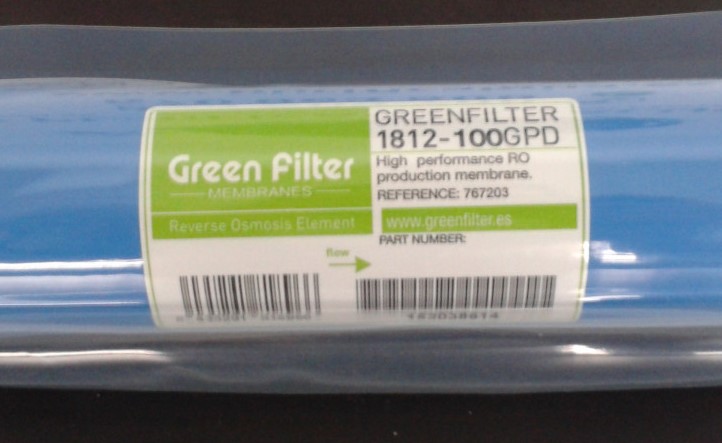 Green Filter
MEMBRANES
Reverse Osmosis Element
GREENFILTER
1812-100GPD
High performance RO
production membrane.
REFERENCE: 767203
www.greenfilter.es
PART NUMBER:
flow